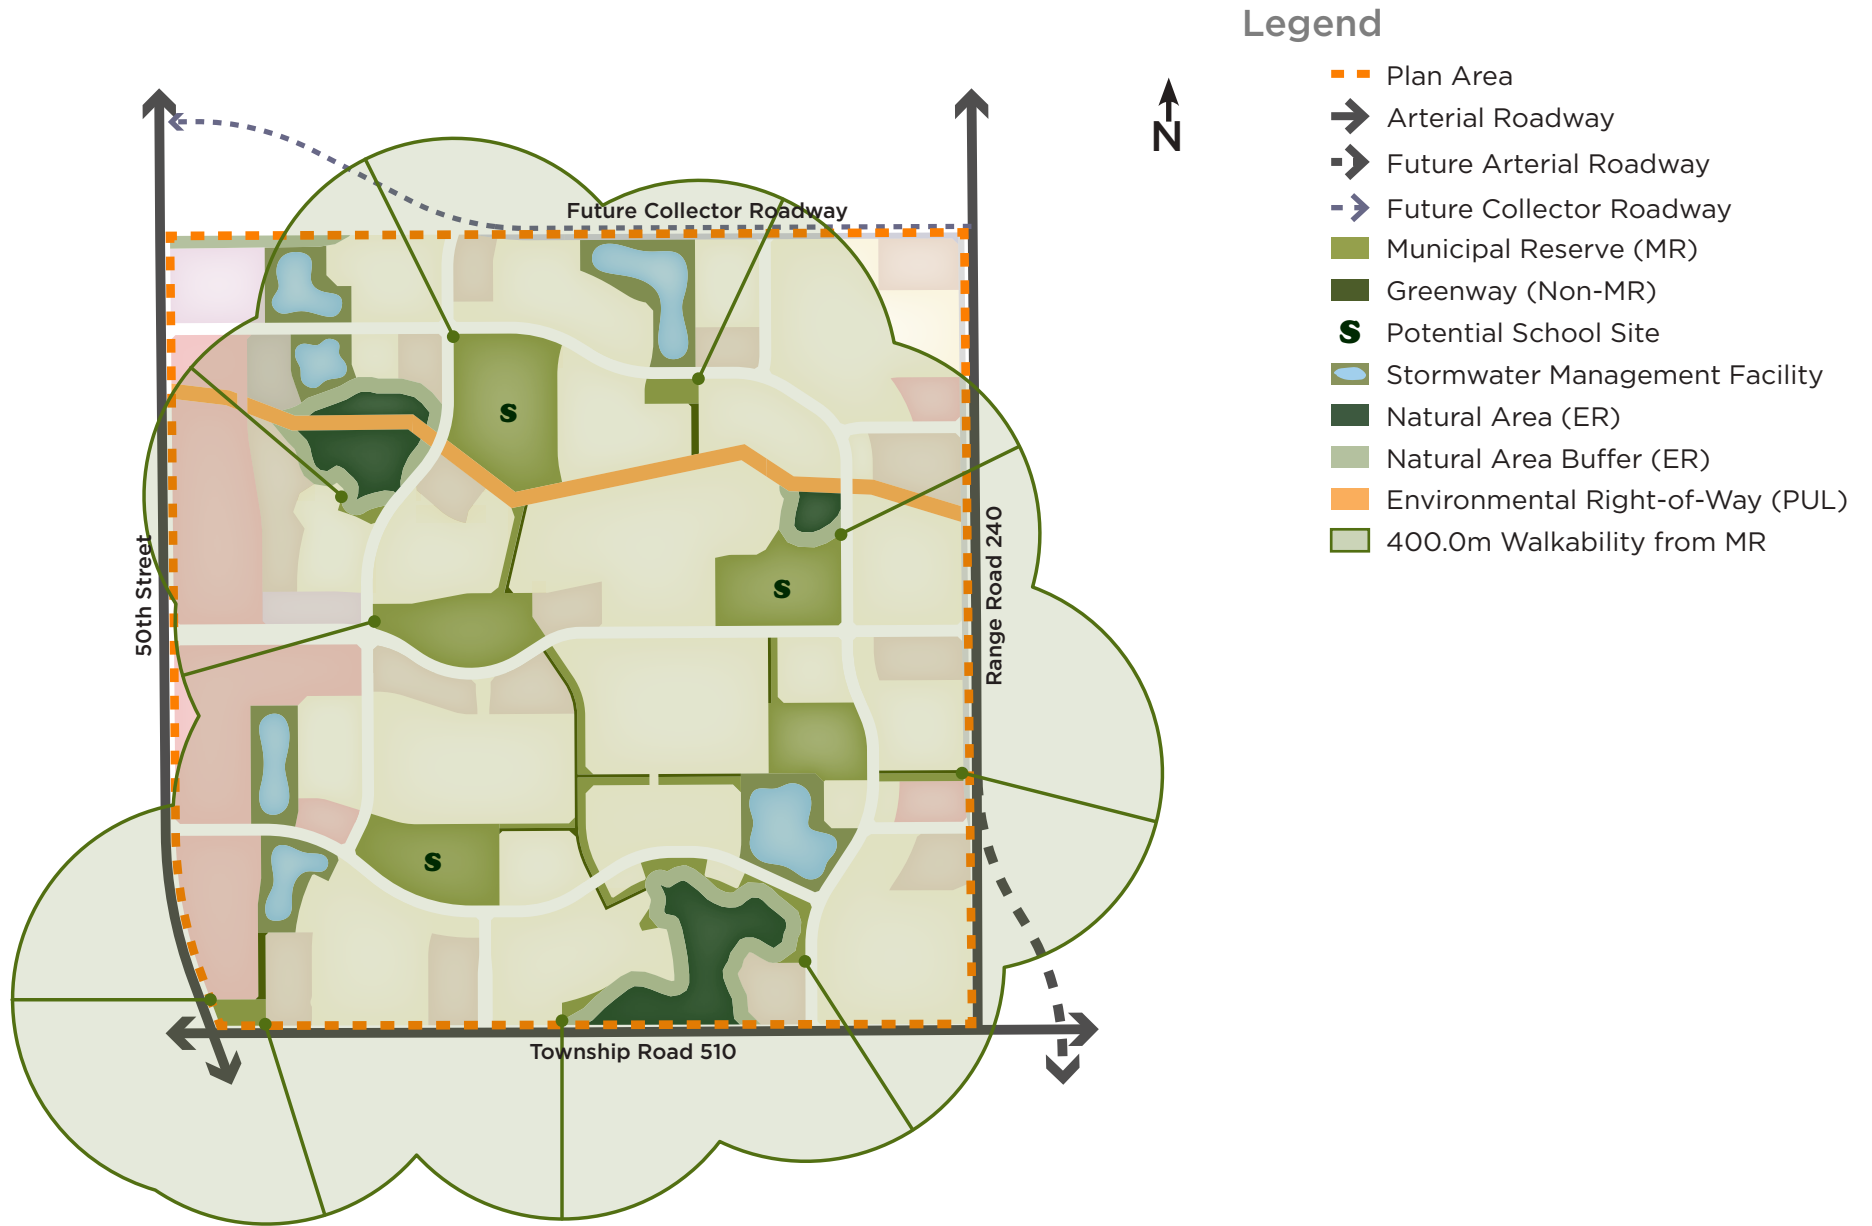 Legend
Plan Area
Arterial Roadway
Future Arterial Roadway
Future Collector Roadway
Municipal Reserve (MR)
Greenway (Non-MR)
S Potential School Site
Stormwater Management Facility
Natural Area (ER)
Natural Area Buffer (ER)
Environmental Right-of-Way (PUL)
400.0m Walkability from MR
N
Future Collector Roadway
S
50th Street
Range Road 240
S
S
Township Road 510